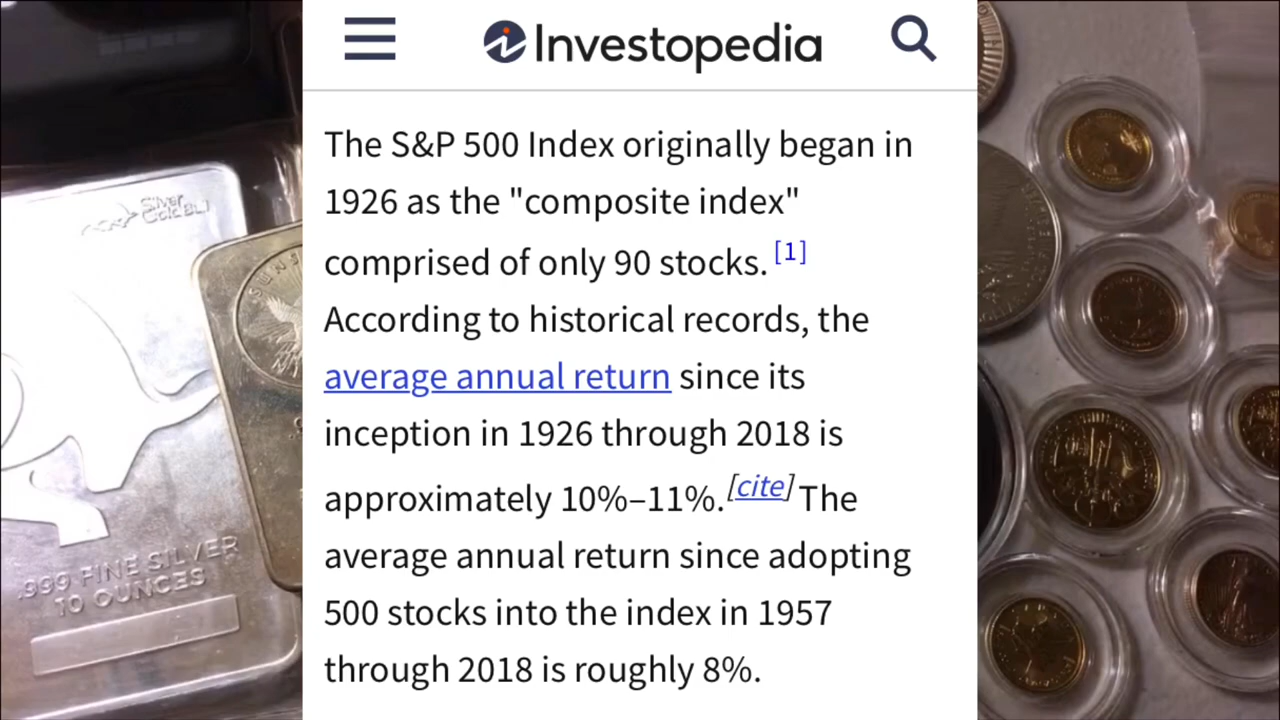 Investopedia
The S&P 500 Index originally began in
1926 as the "composite index"
comprised of only 90 stocks. [1]
According to historical records, the
average annual return since its
inception in 1926 through 2018 is
approximately 10%–11%.[cite] The
average annual return since adopting
500 stocks into the index in 1957
through 2018 is roughly 8%.
.999 FINE SILVER
10 OUNCES